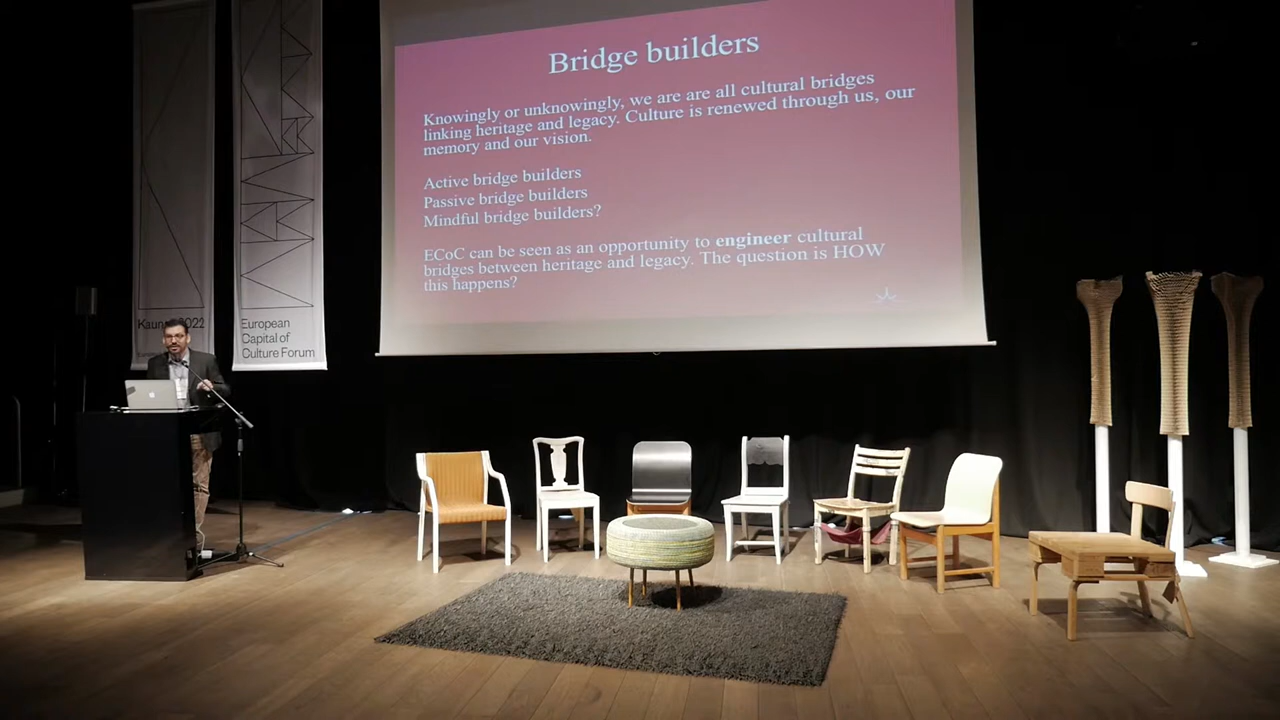 Bridge builders
Knowingly or unknowingly, we are are all cultural bridges
linking heritage and legacy. Culture is renewed through us, our
memory and our vision.
Active bridge builders
Passive bridge builders
Mindful bridge builders?
ECoC can be seen as an opportunity to engineer cultural
bridges between heritage and legacy. The question is HOW
this happens?
2022
European
Capital of
Culture Forum